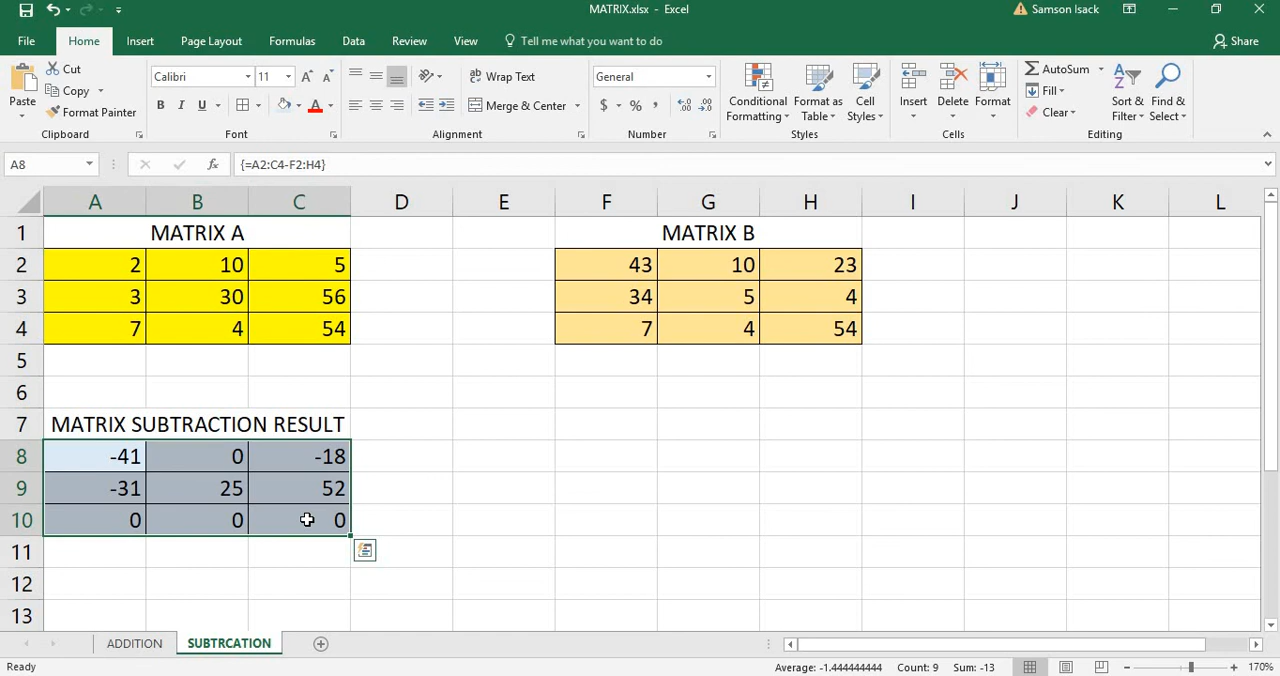 MATRIX.xlsx - Excel
Samson Isack
File Home Insert Page Layout Formulas Data Review View Tell me what you want to do Share
Paste
Cut
Copy
Format Painter
Clipboard
Calibri 11
B I U
Font
Wrap Text
Merge & Center
Alignment
General
$ % ,
Number
Conditional Formatting
Format as Table
Cell Styles
Styles
Insert
Delete
Format
Cells
AutoSum
Fill
Clear
Sort & Filter
Find & Select
Editing
A8 fx {=A2:C4-F2:H4}
A B C D E F G H I J K L
1 MATRIX A MATRIX B
2 2 10 5 43 10 23
3 3 30 56 34 5 4
4 7 4 54 7 4 54
5
6
7 MATRIX SUBTRACTION RESULT
8 -41 0 -18
9 -31 25 52
10 0 0 0
11
12
13
ADDITION SUBTRCATION
Ready Average: -1.444444444 Count: 9 Sum: -13 170%